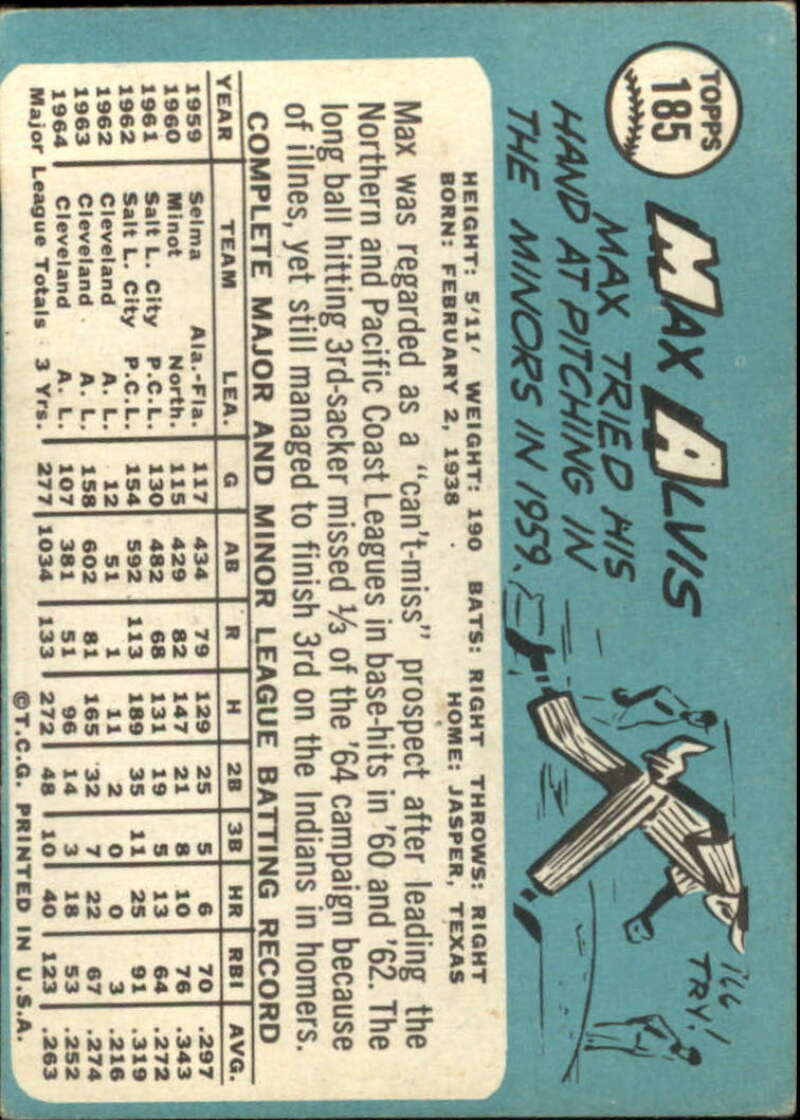 TOPPS
185
MAX ALVIS
MAX TRIED HIS
HAND AT PITCHING IN
THE MINORS IN 1959.
I'LL
TRY!
HEIGHT: 5'11' WEIGHT: 190 BATS: RIGHT THROWS: RIGHT
BORN: FEBRUARY 2, 1938 HOME: JASPER, TEXAS
Max was regarded as a "can't-miss" prospect after leading the
Northern and Pacific Coast Leagues in base-hits in '60 and '62. The
long ball hitting 3rd-sacker missed ⅓ of the '64 campaign because
of illnes, yet still managed to finish 3rd on the Indians in homers.
COMPLETE MAJOR AND MINOR LEAGUE BATTING RECORD
YEAR TEAM LEA. G AB R H 2B 3B HR RBI AVG.
1959 Selma Ala.-Fla. 117 434 79 129 25 5 6 70 .297
1960 Minot North. 115 429 82 147 21 8 10 76 .343
1961 Salt L. City P.C.L. 130 482 68 131 19 5 13 64 .272
1962 Salt L. City P.C.L. 154 592 113 189 35 11 25 91 .319
1962 Cleveland A. L. 12 51 1 11 2 0 0 3 .216
1963 Cleveland A. L. 158 602 81 165 32 7 22 67 .274
1964 Cleveland A. L. 107 381 51 96 14 3 18 53 .252
Major League Totals 3 Yrs. 277 1034 133 272 48 10 40 123 .263
©T.C.G. PRINTED IN U.S.A.